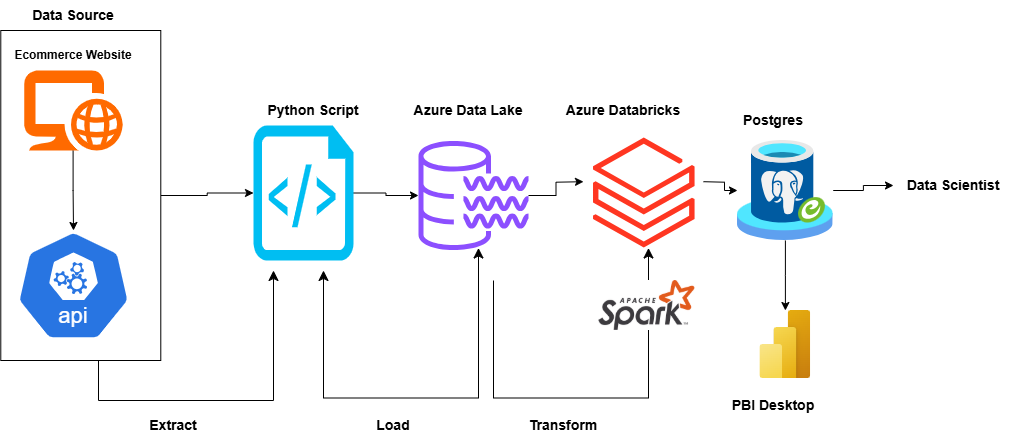 Data Source
Ecommerce Website
Python Script
Azure Data Lake
Azure Databricks
Postgres
</>
Data Scientist
api
APACHE
Spark™
PBI Desktop
Extract
Load
Transform